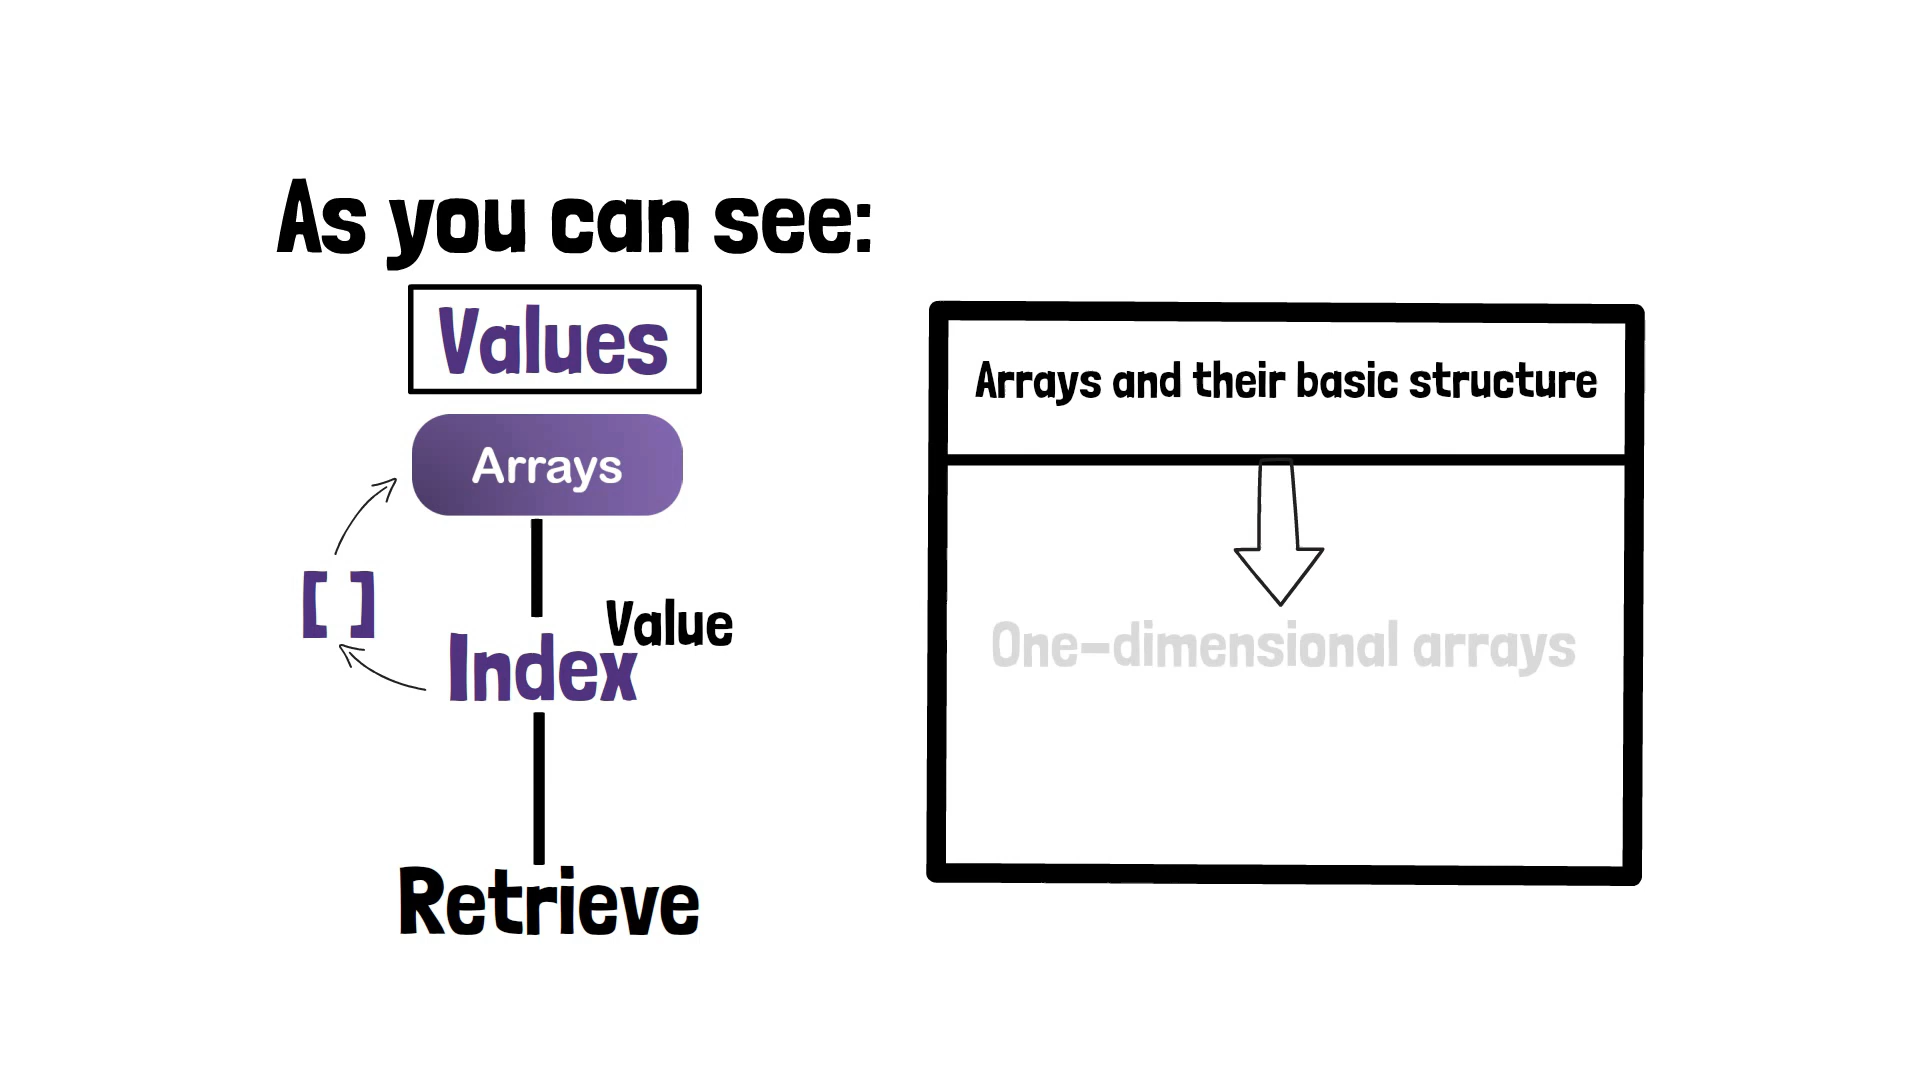 As you can see:
Values
Arrays
[ ]
Value
Index
Retrieve
Arrays and their basic structure
One-dimensional arrays